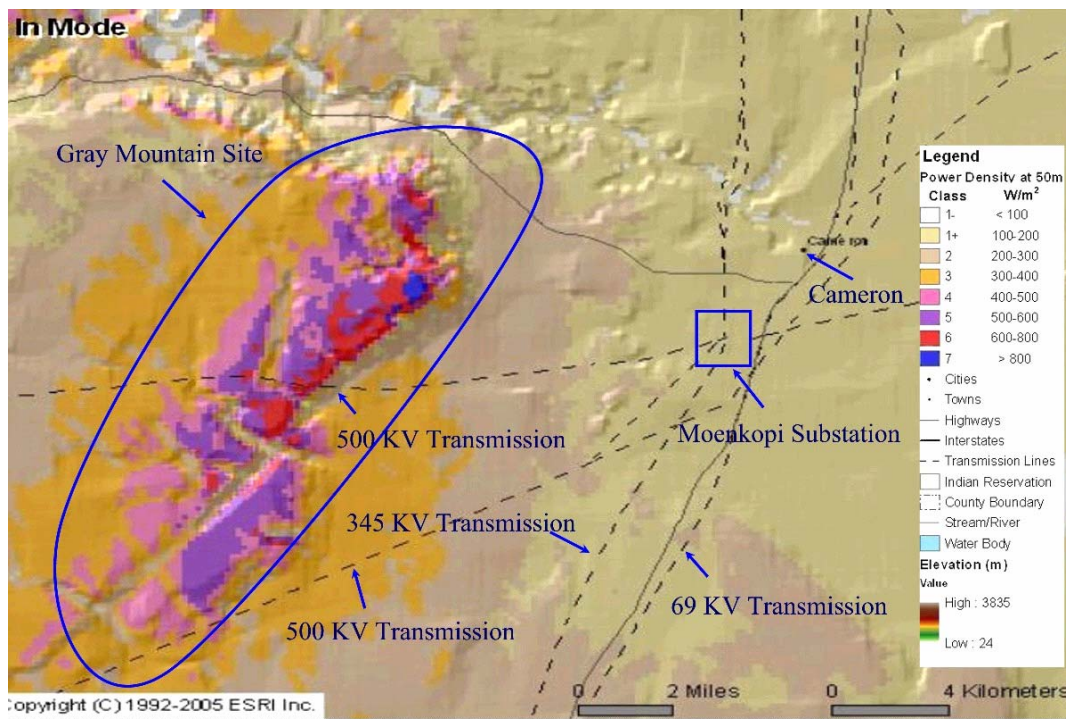 In Mode
Gray Mountain Site
Cameron
Cameron
Moenkopi Substation
500 KV Transmission
345 KV Transmission
500 KV Transmission
69 KV Transmission
Legend
Power Density at 50m
Class W/m²
1- < 100
1+ 100-200
2 200-300
3 300-400
4 400-500
5 500-600
6 600-800
7 > 800
Cities
Towns
Highways
Interstates
Transmission Lines
Indian Reservation
County Boundary
Stream/River
Water Body
Elevation (m)
Value
High : 3835
Low : 24
0 2 Miles
0 4 Kilometers
Copyright (C) 1992-2005 ESRI Inc.